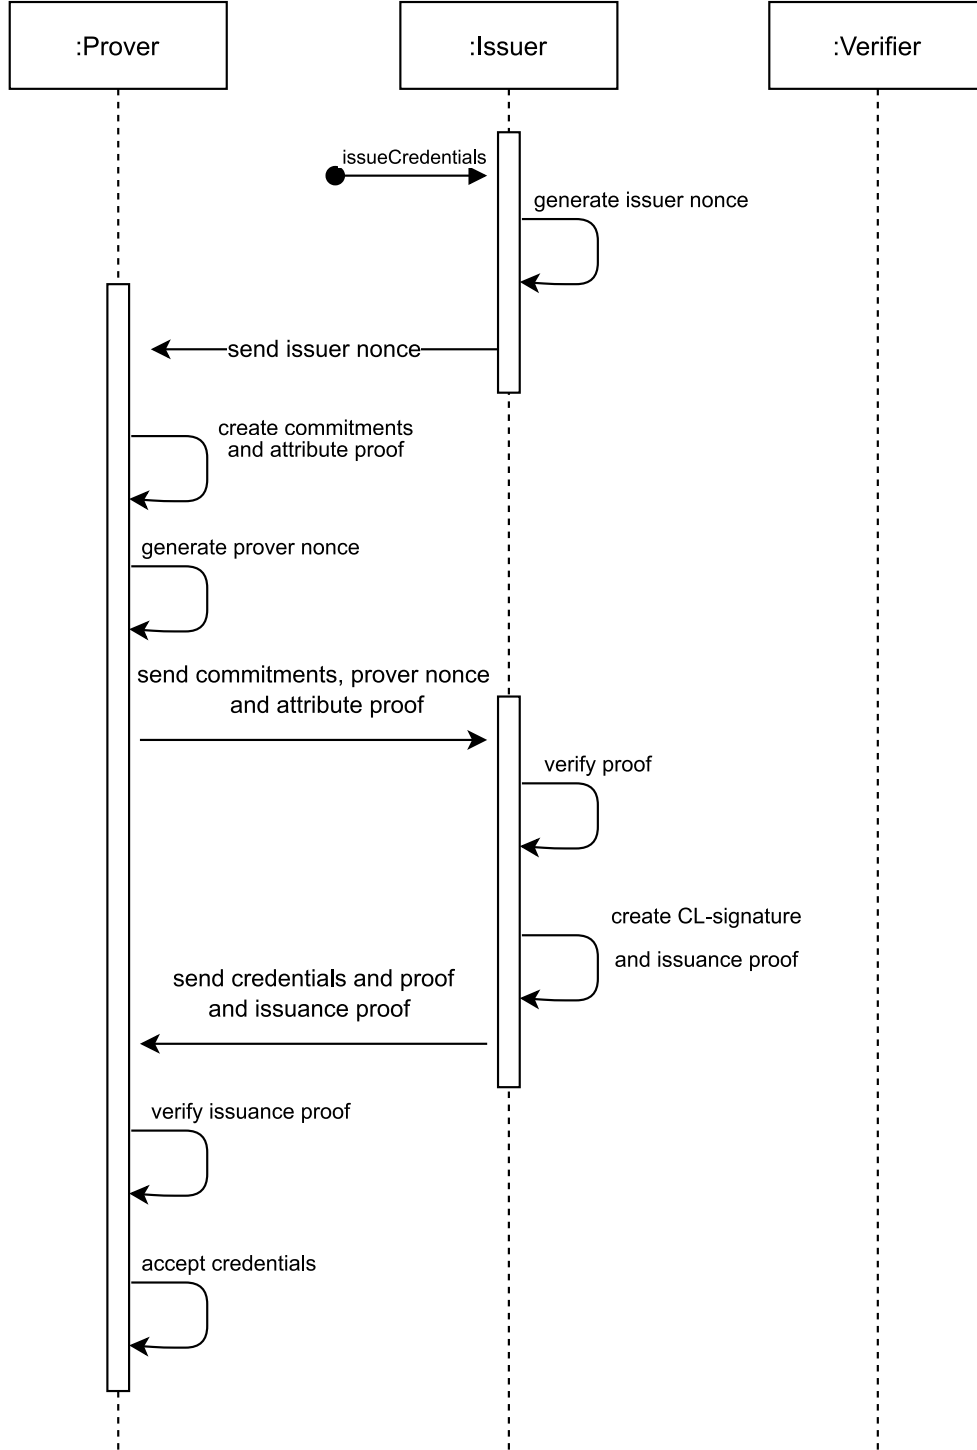 :Prover
:Issuer
:Verifier
issueCredentials
generate issuer nonce
send issuer nonce
create commitments
and attribute proof
generate prover nonce
send commitments, prover nonce
and attribute proof
verify proof
create CL-signature
and issuance proof
send credentials and proof
and issuance proof
verify issuance proof
accept credentials